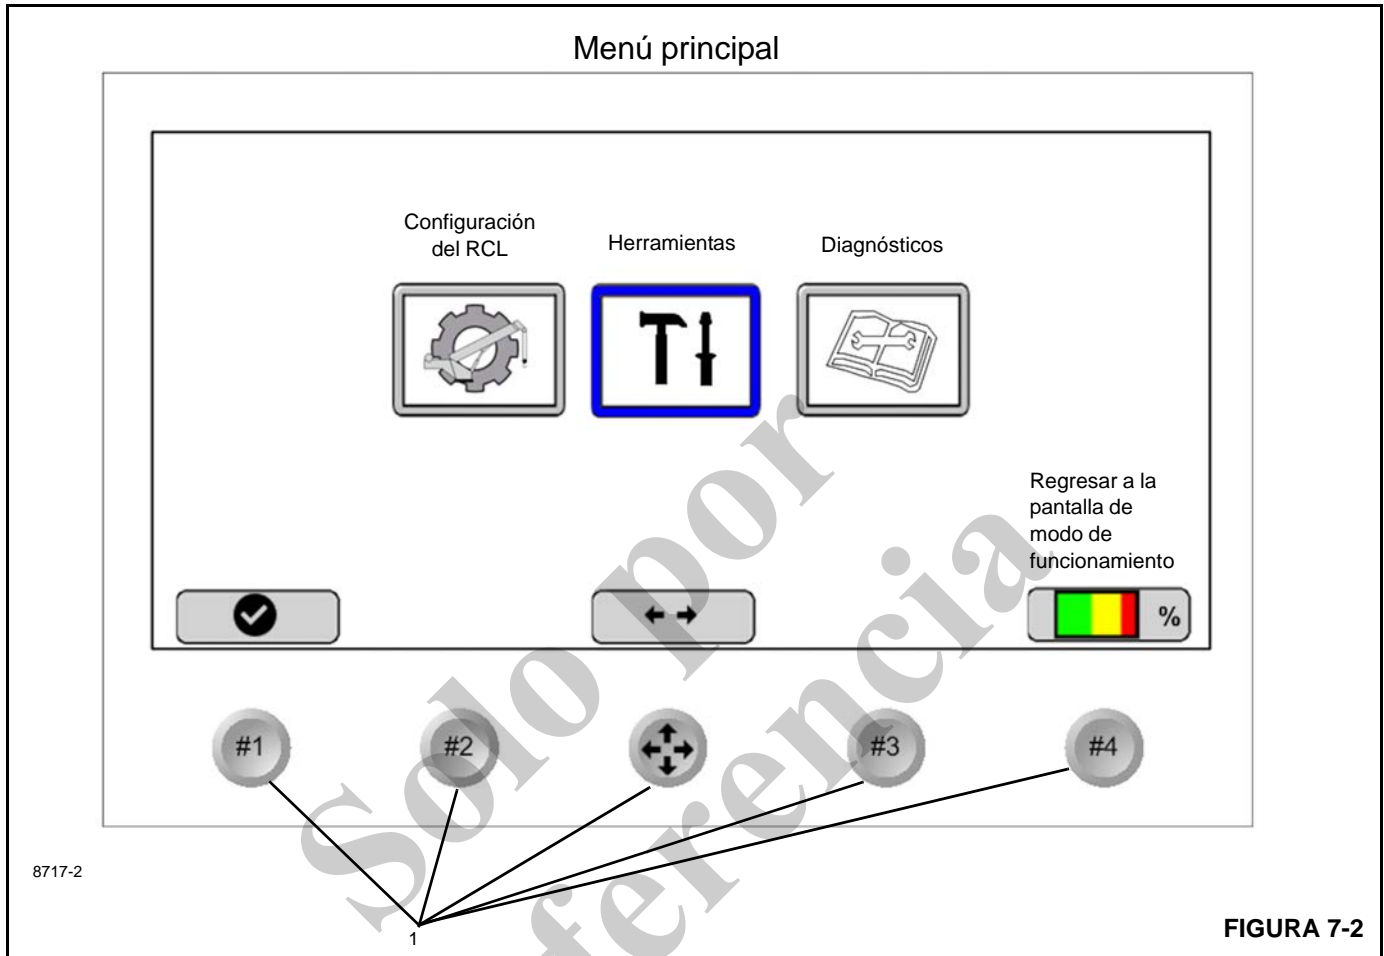 Menú principal
Configuración
del RCL
Herramientas
Diagnósticos
Regresar a la
pantalla de
modo de
funcionamiento
%
#1
#2
#3
#4
8717-2
1
FIGURA 7-2
Solo por
ferencia